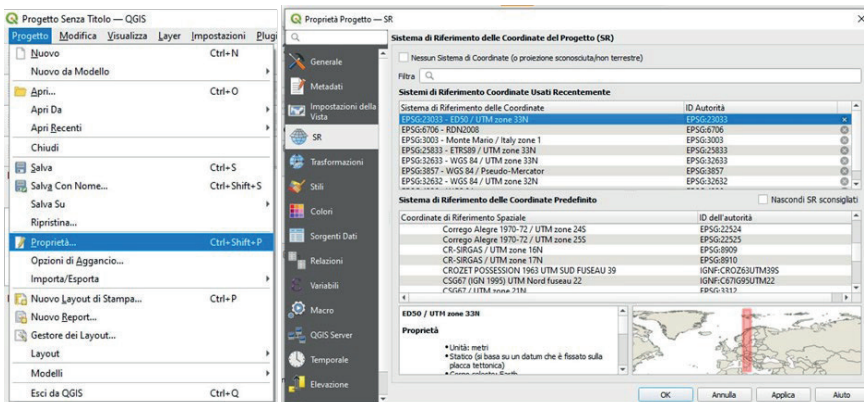 Progetto Senza Titolo — QGIS
Progetto Modifica Visualizza Layer Impostazioni Plugi
Nuovo Ctrl+N
Nuovo da Modello
Apri... Ctrl+O
Apri Da
Apri Recenti
Chiudi
Salva Ctrl+S
Salva Con Nome... Ctrl+Shift+S
Salva Su
Ripristina...
Proprietà... Ctrl+Shift+P
Opzioni di Aggancio...
Importa/Esporta
Nuovo Layout di Stampa... Ctrl+P
Nuovo Report...
Gestore dei Layout...
Layout
Modelli
Esci da QGIS Ctrl+Q
Proprietà Progetto — SR
Generale
Metadati
Impostazioni della
Vista
SR
Trasformazioni
Stili
Colori
Sorgenti Dati
Relazioni
Variabili
Macro
QGIS Server
Temporale
Elevazione
Sistema di Riferimento delle Coordinate del Progetto (SR)
Nessun Sistema di Coordinate (o proiezione sconosciuta/non terrestre)
Filtra
Sistemi di Riferimento Coordinate Usati Recentemente
Sistema di Riferimento delle Coordinate ID Autorità
EPSG:23033 - ED50 / UTM zone 33N EPSG:23033
EPSG:6706 - RDN2008 EPSG:6706
EPSG:3003 - Monte Mario / Italy zone 1 EPSG:3003
EPSG:25833 - ETRS89 / UTM zone 33N EPSG:25833
EPSG:32633 - WGS 84 / UTM zone 33N EPSG:32633
EPSG:3857 - WGS 84 / Pseudo-Mercator EPSG:3857
EPSG:32632 - WGS 84 / UTM zone 32N EPSG:32632
Sistema di Riferimento delle Coordinate Predefinito Nascondi SR sconsigliati
Coordinate di Riferimento Spaziale ID dell'autorità
Corrego Alegre 1970-72 / UTM zone 24S EPSG:22524
Corrego Alegre 1970-72 / UTM zone 25S EPSG:22525
CR-SIRGAS / UTM zone 16N EPSG:8909
CR-SIRGAS / UTM zone 17N EPSG:8910
CROZET POSSESSION 1963 UTM SUD FUSEAU 39 IGNF:CROZ63UTM39S
CSG67 (IGN 1995) UTM Nord fuseau 22 IGNF:CSG67IG95UTM22
CSG67 / UTM zone 21N EPSG:3312
ED50 / UTM zone 33N
Proprietà
• Unità: metri
• Statico (si basa su un datum che è fissato sulla
placca tettonica)
• Corpo celeste: Earth
OK Annulla Applica Aiuto